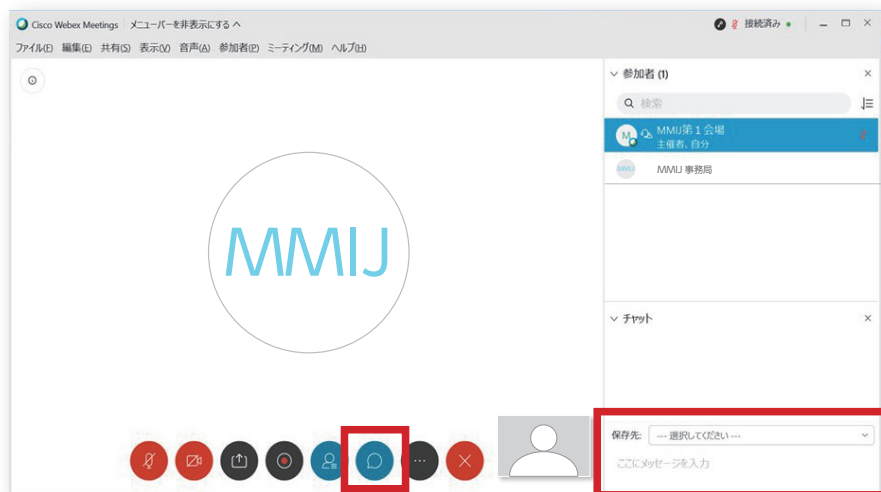 Cisco Webex Meetings メニューバーを非表示にする へ
接続済み
ファイル(F) 編集(E) 共有(S) 表示(V) 音声(A) 参加者(P) ミーティング(M) ヘルプ(H)
参加者 (1)
検索
M MMIJ第1会場
主催者、自分
MMIJ MMIJ 事務局
MMIJ
チャット
保存先: --- 選択してください ---
ここにメッセージを入力